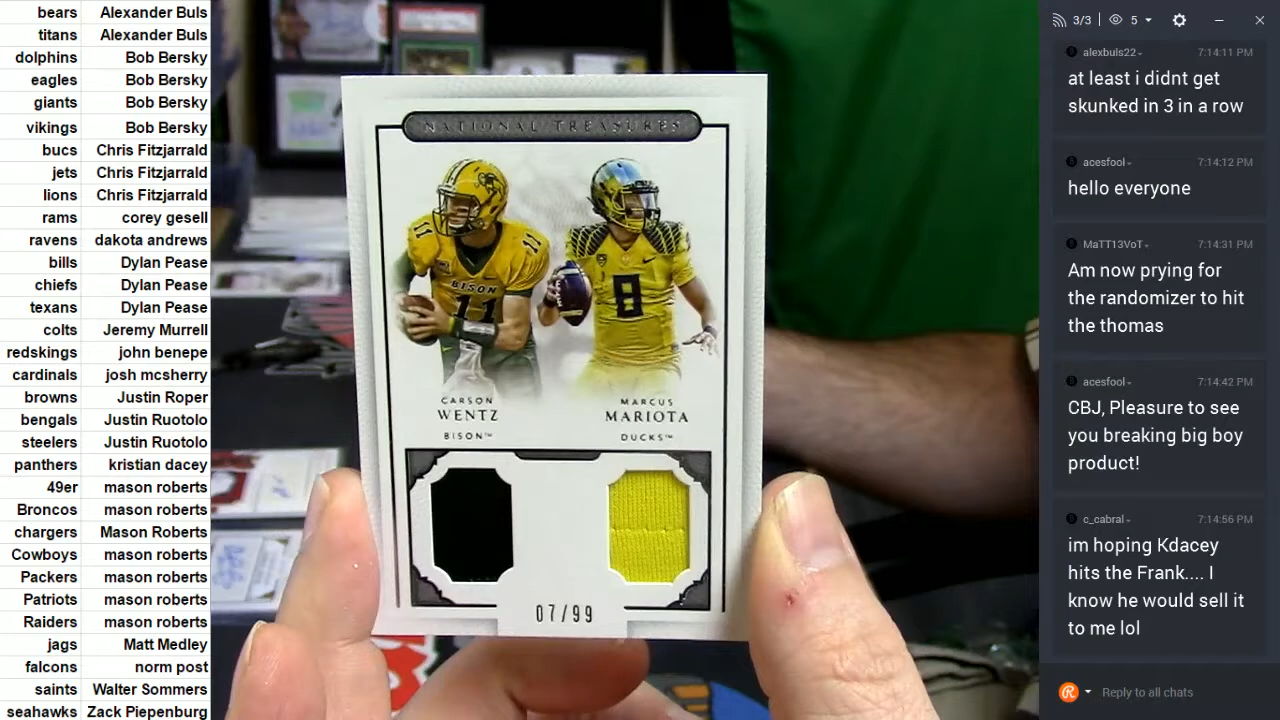 bears Alexander Buls
titans Alexander Buls
dolphins Bob Bersky
eagles Bob Bersky
giants Bob Bersky
vikings Bob Bersky
bucs Chris Fitzjarrald
jets Chris Fitzjarrald
lions Chris Fitzjarrald
rams corey gesell
ravens dakota andrews
bills Dylan Pease
chiefs Dylan Pease
texans Dylan Pease
colts Jeremy Murrell
redskings john benepe
cardinals josh mcsherry
browns Justin Roper
bengals Justin Ruotolo
steelers Justin Ruotolo
panthers kristian dacey
49er mason roberts
Broncos mason roberts
chargers Mason Roberts
Cowboys mason roberts
Packers mason roberts
Patriots mason roberts
Raiders mason roberts
jags Matt Medley
falcons norm post
saints Walter Sommers
seahawks Zack Piepenburg
NATIONAL TREASURES
11
11
BISON
11
8
8
CARSON
WENTZ
BISON™
MARCUS
MARIOTA
DUCKS™
07/99
3/3
5
alexbuls22 7:14:11 PM
at least i didnt get
skunked in 3 in a row
acesfool 7:14:12 PM
hello everyone
MaTT13VoT 7:14:31 PM
Am now prying for
the randomizer to hit
the thomas
acesfool 7:14:42 PM
CBJ, Pleasure to see
you breaking big boy
product!
c_cabral 7:14:56 PM
im hoping Kdacey
hits the Frank.... I
know he would sell it
to me lol
Reply to all chats